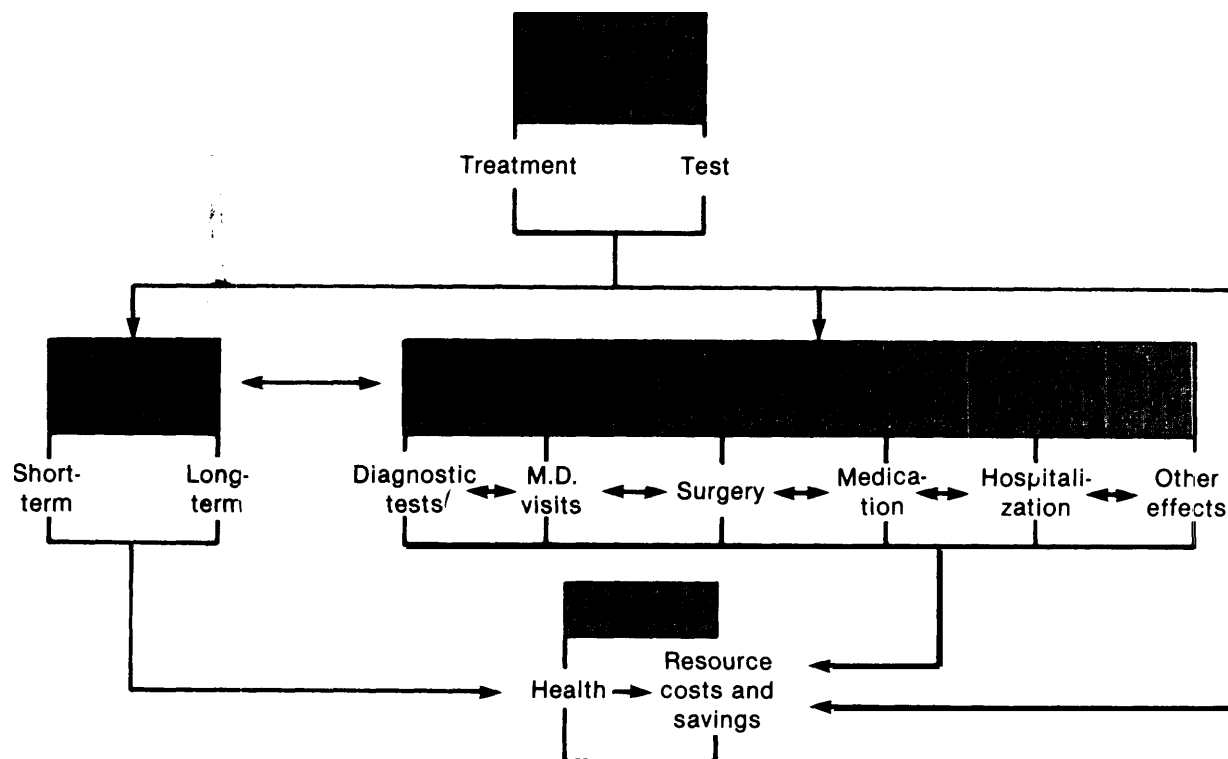 Treatment Test
Short-
term
Long-
term
Diagnostic
tests
M.D.
visits
Surgery
Medica-
tion
Hospitali-
zation
Other
effects
Health
Resource
costs and
savings